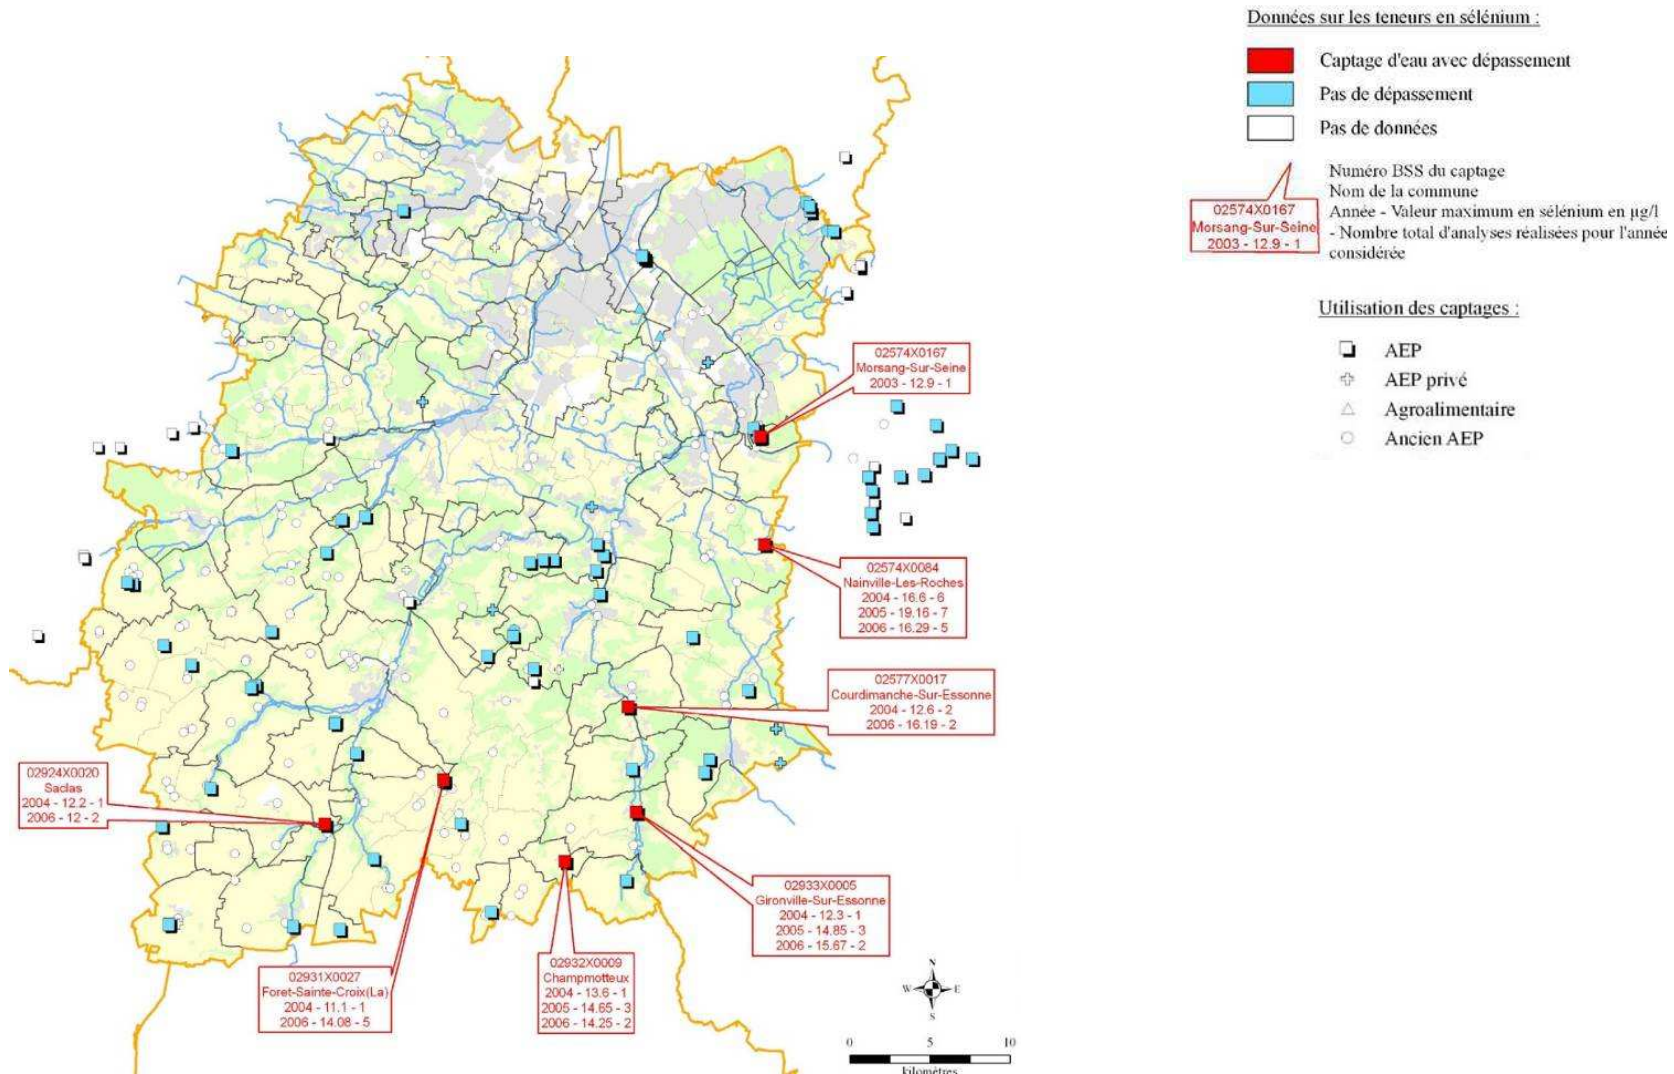 Données sur les teneurs en sélénium :
Captage d'eau avec dépassement
Pas de dépassement
Pas de données
Numéro BSS du captage
Nom de la commune
Année - Valeur maximum en sélénium en µg/l
- Nombre total d'analyses réalisées pour l'année
considérée
02574X0167
Morsang-Sur-Seine
2003 - 12.9 - 1
Utilisation des captages :
AEP
AEP privé
Agroalimentaire
Ancien AEP
02574X0167
Morsang-Sur-Seine
2003 - 12.9 - 1
02574X0084
Nainville-Les-Roches
2004 - 16.6 - 6
2005 - 19.16 - 7
2006 - 16.29 - 5
02577X0017
Courdimanche-Sur-Essonne
2004 - 12.6 - 2
2006 - 16.19 - 2
02924X0020
Saclas
2004 - 12.2 - 1
2006 - 12 - 2
02933X0005
Gironville-Sur-Essonne
2004 - 12.3 - 1
2005 - 14.85 - 3
2006 - 15.67 - 2
02931X0027
Foret-Sainte-Croix(La)
2004 - 11.1 - 1
2006 - 14.08 - 5
02932X0009
Champmotteux
2004 - 13.6 - 1
2005 - 14.65 - 3
2006 - 14.25 - 2
N
W E
S
0 5 10
kilomètres